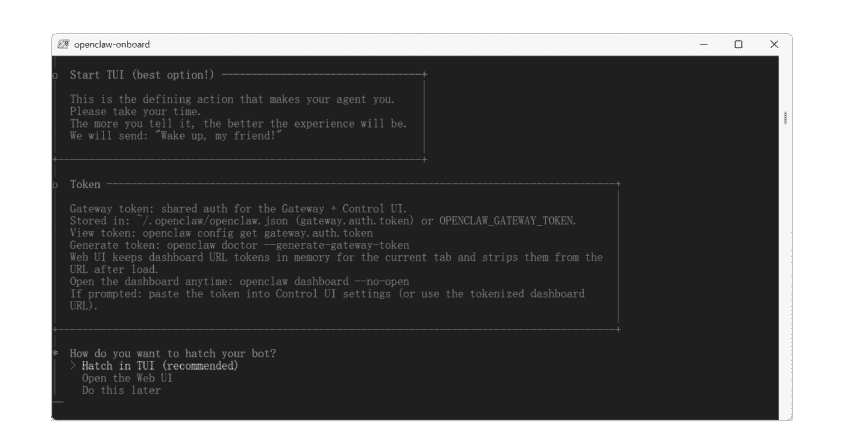 openclaw-onboard
o Start TUI (best option!)
This is the defining action that makes your agent you.
Please take your time.
The more you tell it, the better the experience will be.
We will send: "Wake up, my friend!"
o Token
Gateway token: shared auth for the Gateway + Control UI.
Stored in: ~/.openclaw/openclaw.json (gateway.auth.token) or OPENCLAW_GATEWAY_TOKEN.
View token: openclaw config get gateway.auth.token
Generate token: openclaw doctor --generate-gateway-token
Web UI keeps dashboard URL tokens in memory for the current tab and strips them from the
URL after load.
Open the dashboard anytime: openclaw dashboard --no-open
If prompted: paste the token into Control UI settings (or use the tokenized dashboard
URL).
* How do you want to hatch your bot?
> Hatch in TUI (recommended)
Open the Web UI
Do this later